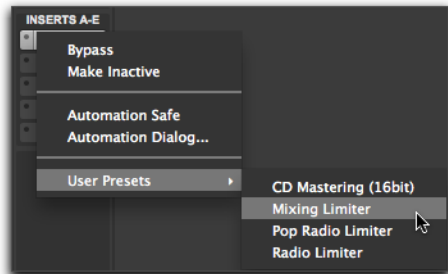 INSERTS A-E
Bypass
Make Inactive
Automation Safe
Automation Dialog...
User Presets
CD Mastering (16bit)
Mixing Limiter
Pop Radio Limiter
Radio Limiter